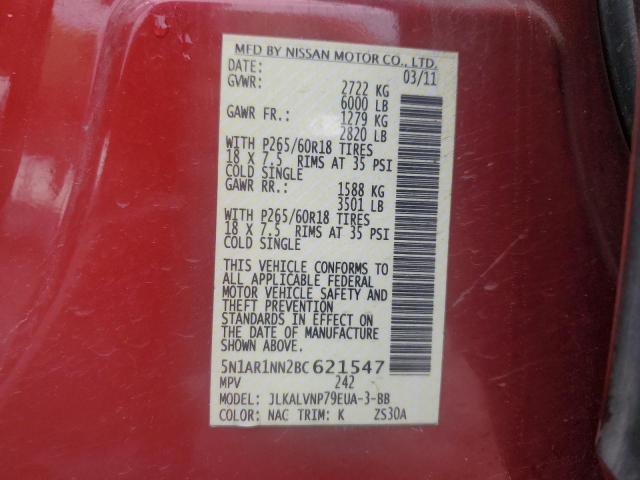 MFD BY NISSAN MOTOR CO., LTD.
DATE: 03/11
GVWR: 2722 KG
6000 LB
GAWR FR.: 1279 KG
2820 LB
WITH P265/60R18 TIRES
18 X 7.5 RIMS AT 35 PSI
COLD SINGLE
GAWR RR.: 1588 KG
3501 LB
WITH P265/60R18 TIRES
18 X 7.5 RIMS AT 35 PSI
COLD SINGLE
THIS VEHICLE CONFORMS TO
ALL APPLICABLE FEDERAL
MOTOR VEHICLE SAFETY AND
THEFT PREVENTION
STANDARDS IN EFFECT ON
THE DATE OF MANUFACTURE
SHOWN ABOVE.
5N1AR1NN2BC621547
MPV 242
MODEL: JLKALVNP79EUA-3-BB
COLOR: NAC TRIM: K ZS30A